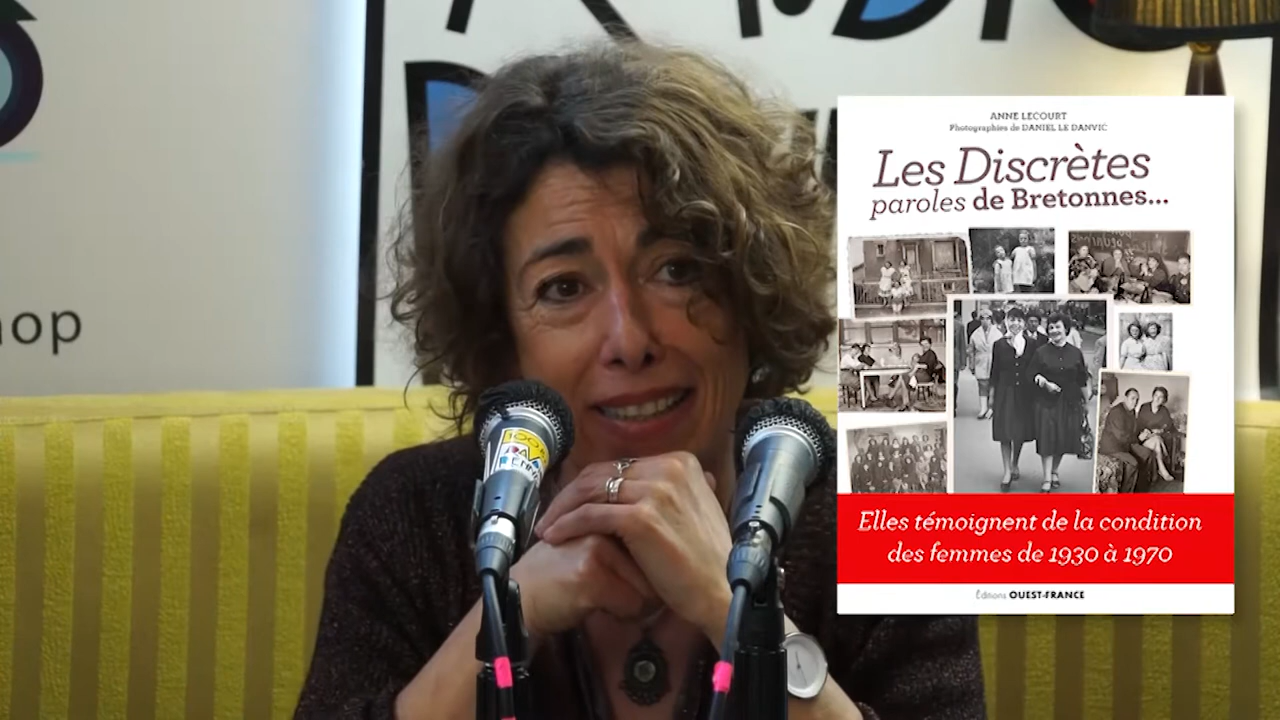 hop
ANNE LECOURT
Photographies de DANIEL LE DANVIC
Les Discrètes
paroles de Bretonnes...
Elles témoignent de la condition
des femmes de 1930 à 1970
Éditions OUEST-FRANCE